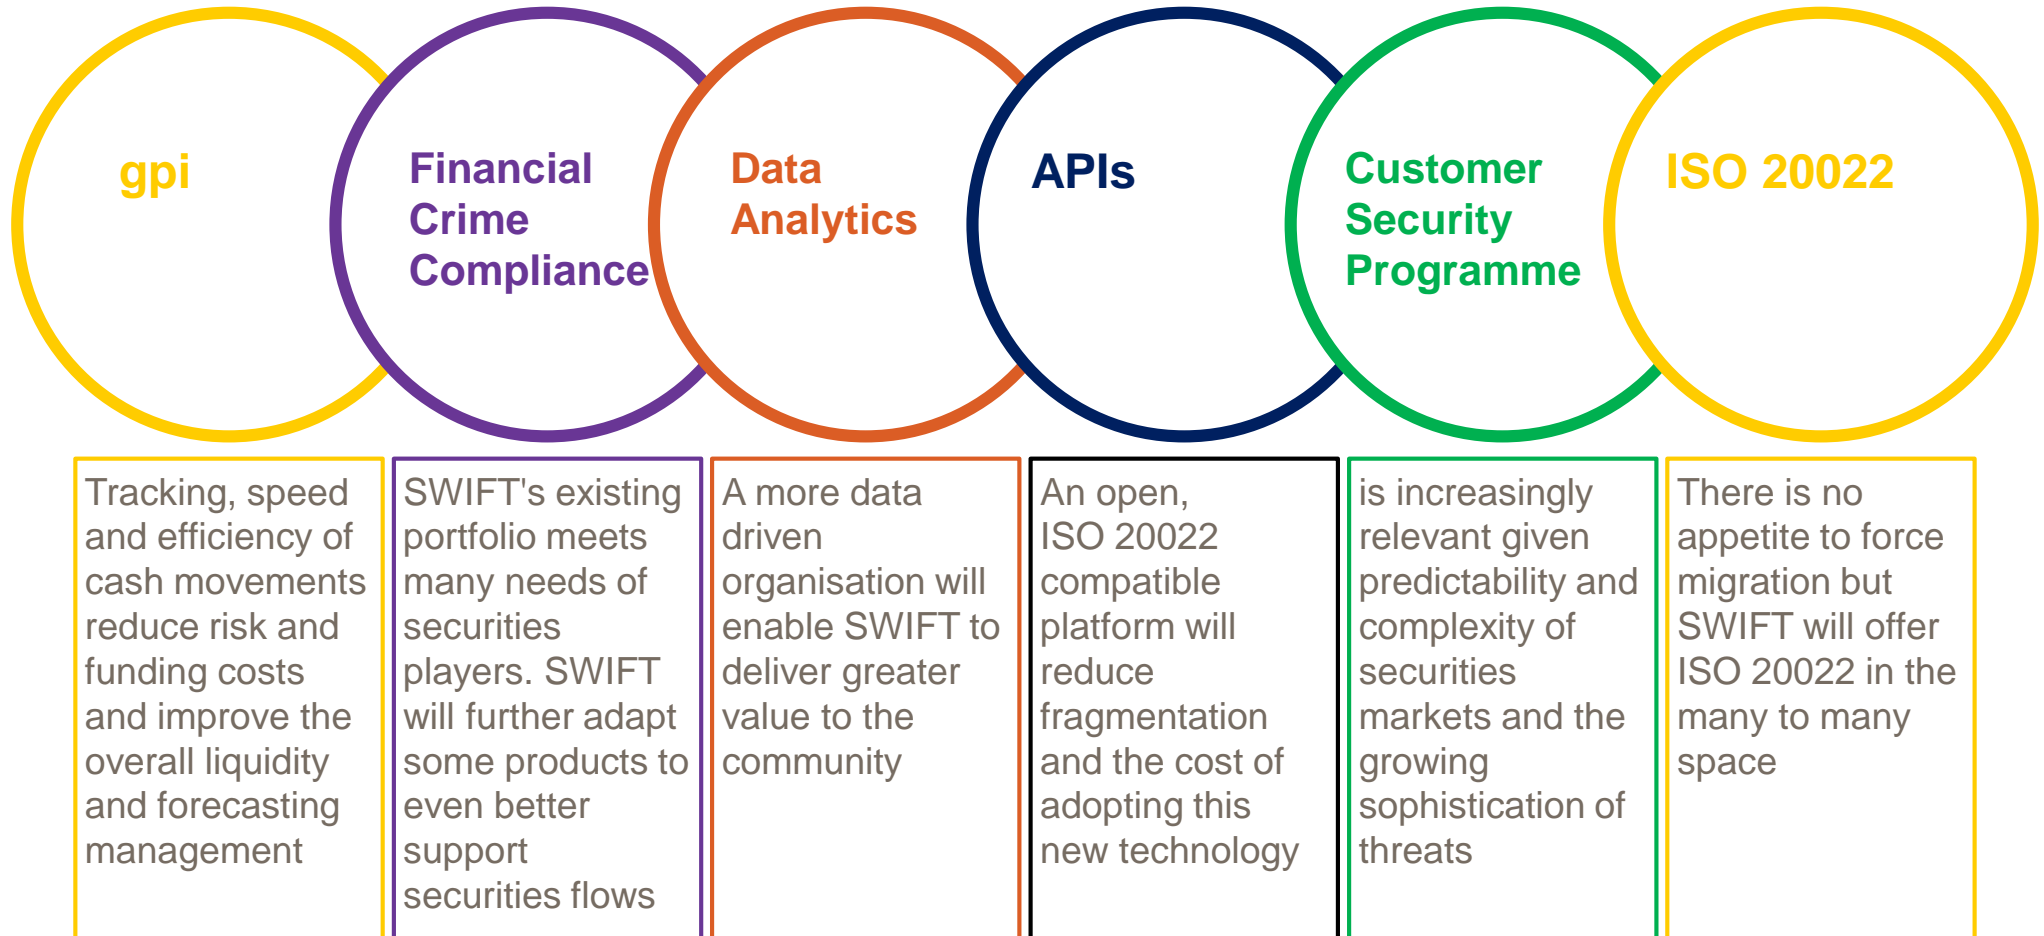 gpi
Financial
Crime
Compliance
Data
Analytics
APIs
Customer
Security
Programme
ISO 20022
Tracking, speed
and efficiency of
cash movements
reduce risk and
funding costs
and improve the
overall liquidity
and forecasting
management
SWIFT's existing
portfolio meets
many needs of
securities
players. SWIFT
will further adapt
some products to
even better
support
securities flows
A more data
driven
organisation will
enable SWIFT to
deliver greater
value to the
community
An open,
ISO 20022
compatible
platform will
reduce
fragmentation
and the cost of
adopting this
new technology
is increasingly
relevant given
predictability and
complexity of
securities
markets and the
growing
sophistication of
threats
There is no
appetite to force
migration but
SWIFT will offer
ISO 20022 in the
many to many
space